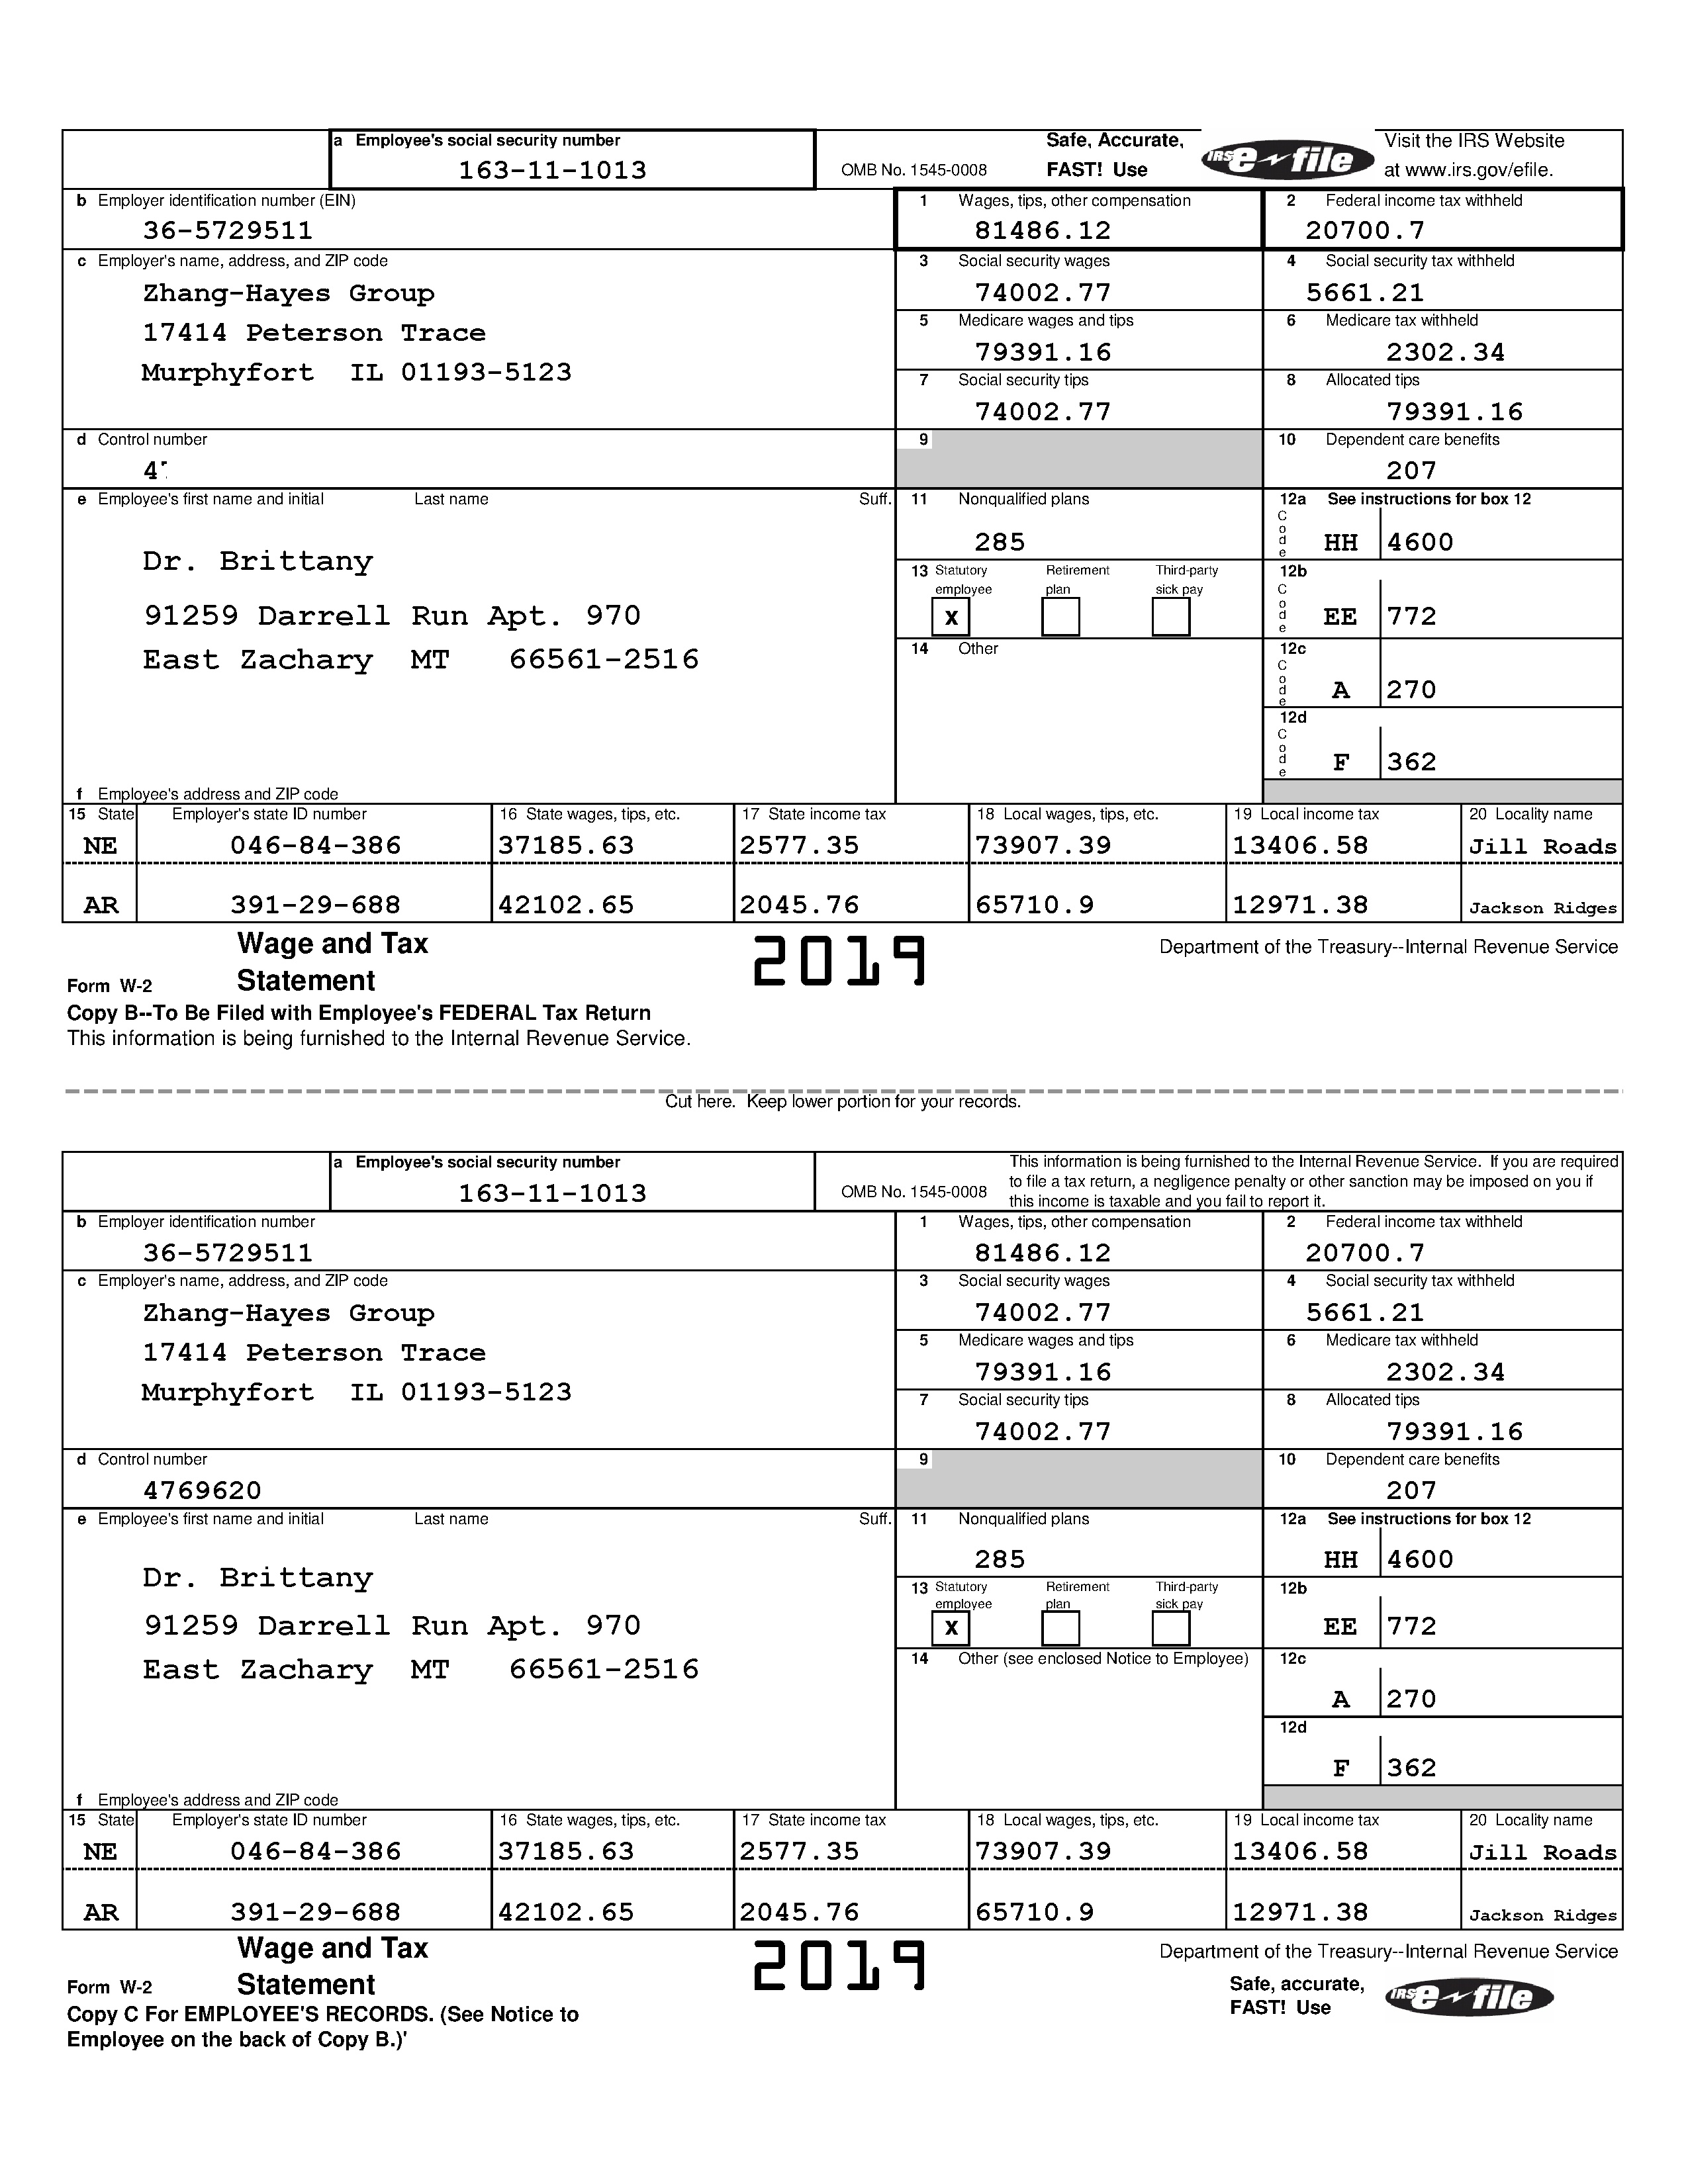 a Employee's social security number
163-11-1013
OMB No. 1545-0008
Safe, Accurate,
FAST! Use
IRS e file
Visit the IRS Website
at www.irs.gov/efile.
b Employer identification number (EIN)
36-5729511
1 Wages, tips, other compensation
81486.12
2 Federal income tax withheld
20700.7
c Employer's name, address, and ZIP code
Zhang-Hayes Group
17414 Peterson Trace
Murphyfort IL 01193-5123
3 Social security wages
74002.77
4 Social security tax withheld
5661.21
5 Medicare wages and tips
79391.16
6 Medicare tax withheld
2302.34
7 Social security tips
74002.77
8 Allocated tips
79391.16
d Control number
9
10 Dependent care benefits
207
e Employee's first name and initial Last name Suff.
Dr. Brittany
91259 Darrell Run Apt. 970
East Zachary MT 66561-2516
f Employee's address and ZIP code
11 Nonqualified plans
285
12a See instructions for box 12
Code HH 4600
13 Statutory employee Retirement plan Third-party sick pay
X
12b
Code EE 772
14 Other
12c
Code A 270
12d
Code F 362
15 State Employer's state ID number 16 State wages, tips, etc. 17 State income tax 18 Local wages, tips, etc. 19 Local income tax 20 Locality name
NE 046-84-386 37185.63 2577.35 73907.39 13406.58 Jill Roads
AR 391-29-688 42102.65 2045.76 65710.9 12971.38 Jackson Ridges
Form W-2 Wage and Tax Statement
2019
Department of the Treasury--Internal Revenue Service
Copy B--To Be Filed with Employee's FEDERAL Tax Return
This information is being furnished to the Internal Revenue Service.
Cut here. Keep lower portion for your records.
a Employee's social security number
163-11-1013
OMB No. 1545-0008
This information is being furnished to the Internal Revenue Service. If you are required
to file a tax return, a negligence penalty or other sanction may be imposed on you if
this income is taxable and you fail to report it.
b Employer identification number
36-5729511
1 Wages, tips, other compensation
81486.12
2 Federal income tax withheld
20700.7
c Employer's name, address, and ZIP code
Zhang-Hayes Group
17414 Peterson Trace
Murphyfort IL 01193-5123
3 Social security wages
74002.77
4 Social security tax withheld
5661.21
5 Medicare wages and tips
79391.16
6 Medicare tax withheld
2302.34
7 Social security tips
74002.77
8 Allocated tips
79391.16
d Control number
4769620
9
10 Dependent care benefits
207
e Employee's first name and initial Last name Suff.
Dr. Brittany
91259 Darrell Run Apt. 970
East Zachary MT 66561-2516
f Employee's address and ZIP code
11 Nonqualified plans
285
12a See instructions for box 12
HH 4600
13 Statutory employee Retirement plan Third-party sick pay
X
12b
EE 772
14 Other (see enclosed Notice to Employee)
12c
A 270
12d
F 362
15 State Employer's state ID number 16 State wages, tips, etc. 17 State income tax 18 Local wages, tips, etc. 19 Local income tax 20 Locality name
NE 046-84-386 37185.63 2577.35 73907.39 13406.58 Jill Roads
AR 391-29-688 42102.65 2045.76 65710.9 12971.38 Jackson Ridges
Form W-2 Wage and Tax Statement
2019
Department of the Treasury--Internal Revenue Service
Safe, accurate,
FAST! Use
IRS e file
Copy C For EMPLOYEE'S RECORDS. (See Notice to
Employee on the back of Copy B.)'